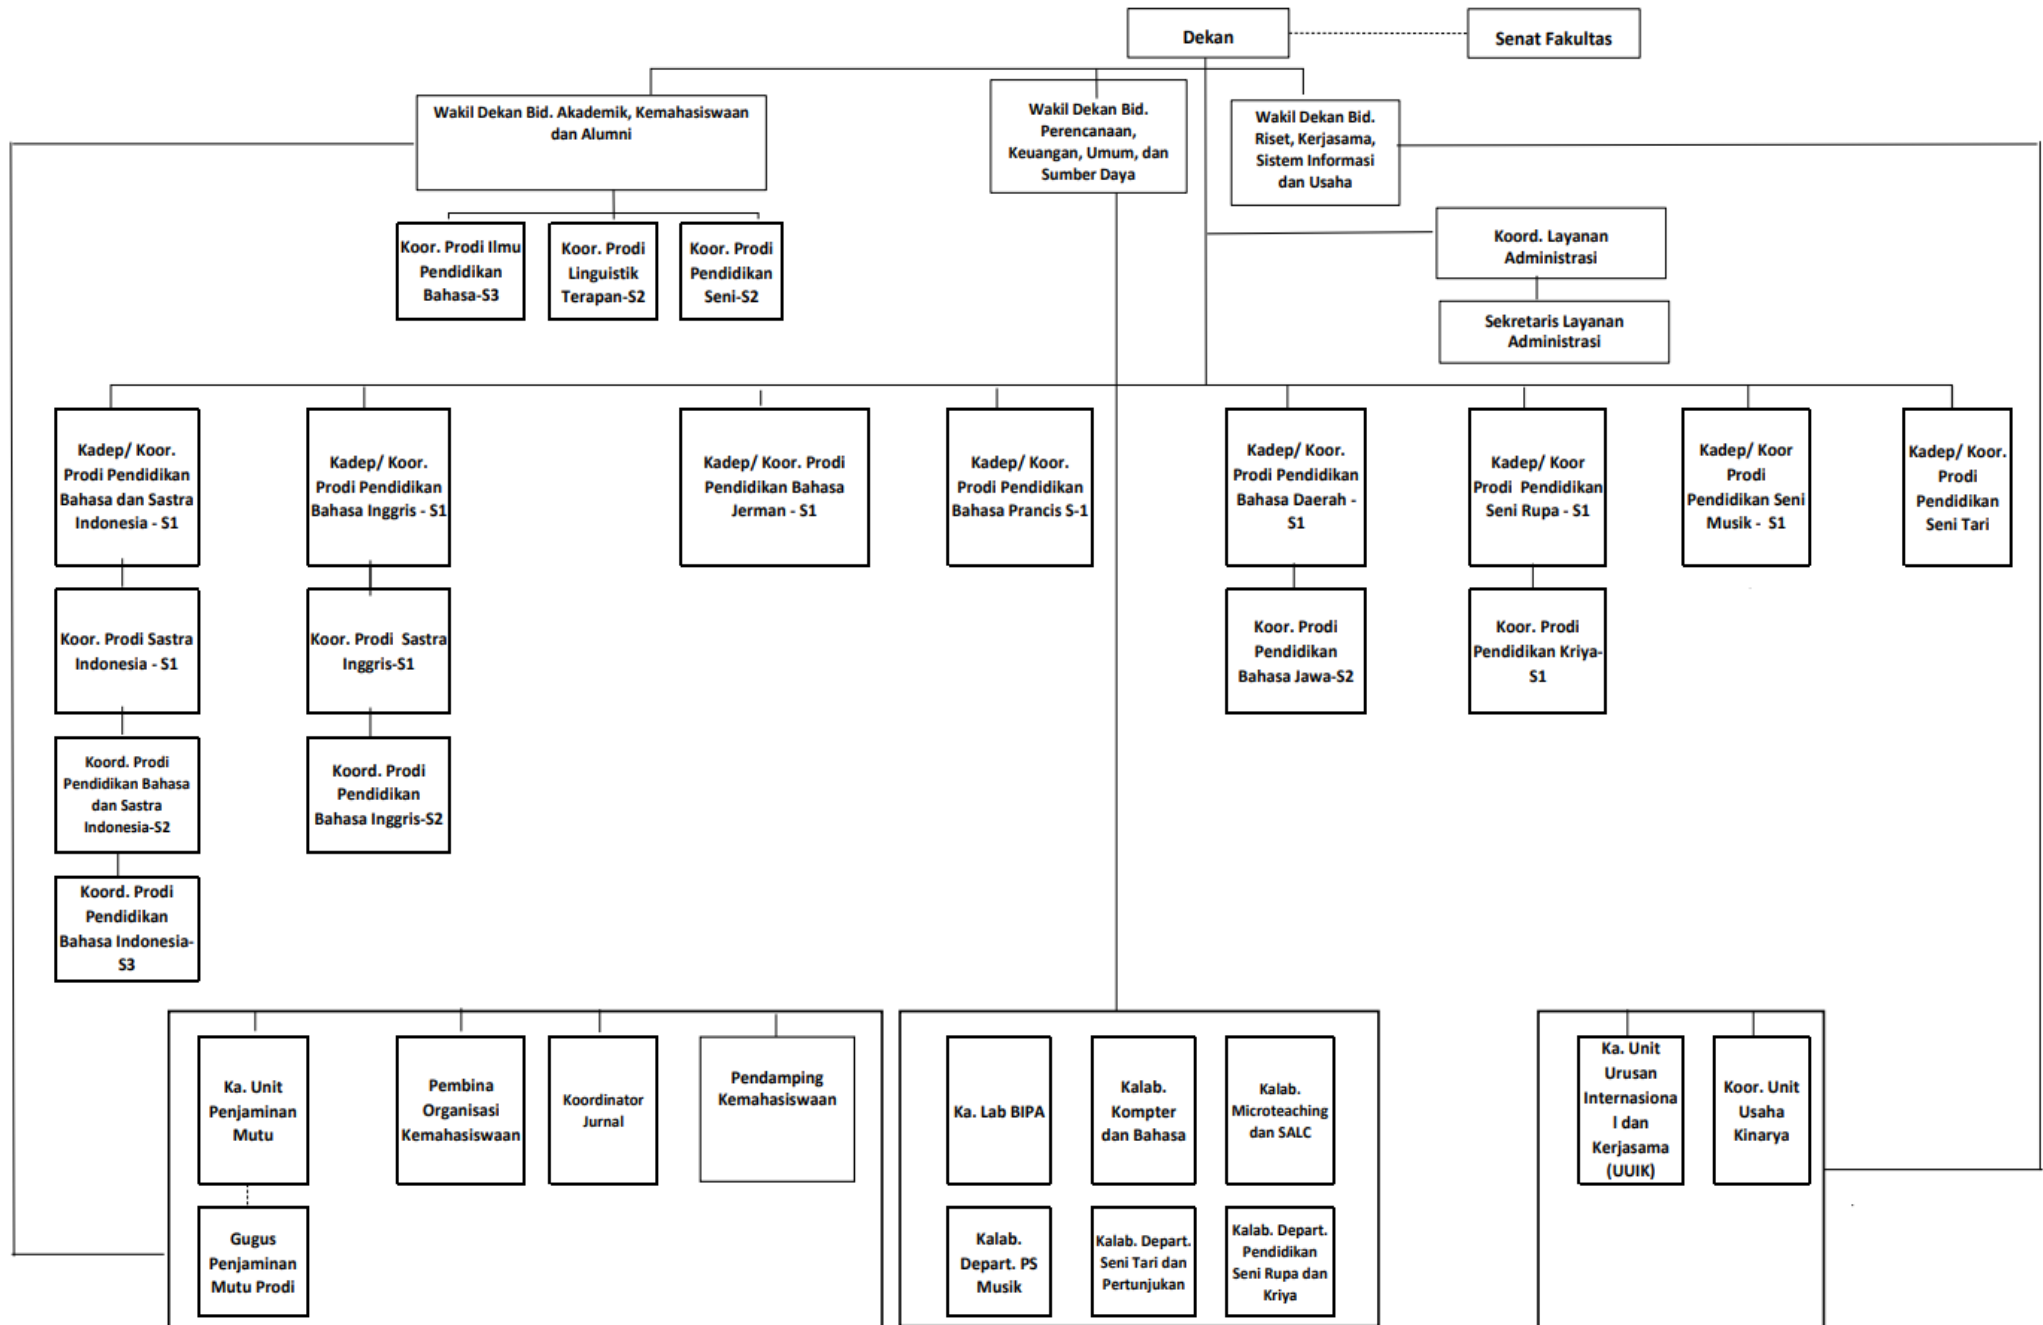 Dekan
Senat Fakultas
Wakil Dekan Bid. Akademik, Kemahasiswaan
dan Alumni
Wakil Dekan Bid.
Perencanaan,
Keuangan, Umum, dan
Sumber Daya
Wakil Dekan Bid.
Riset, Kerjasama,
Sistem Informasi
dan Usaha
Koor. Prodi Ilmu
Pendidikan
Bahasa-S3
Koor. Prodi
Linguistik
Terapan-S2
Koor. Prodi
Pendidikan
Seni-S2
Koord. Layanan
Administrasi
Sekretaris Layanan
Administrasi
Kadep/ Koor.
Prodi Pendidikan
Bahasa dan Sastra
Indonesia - S1
Kadep/ Koor.
Prodi Pendidikan
Bahasa Inggris - S1
Kadep/ Koor. Prodi
Pendidikan Bahasa
Jerman - S1
Kadep/ Koor.
Prodi Pendidikan
Bahasa Prancis S-1
Kadep/ Koor.
Prodi Pendidikan
Bahasa Daerah -
S1
Kadep/ Koor
Prodi Pendidikan
Seni Rupa - S1
Kadep/ Koor
Prodi
Pendidikan Seni
Musik - S1
Kadep/ Koor.
Prodi
Pendidikan
Seni Tari
Koor. Prodi Sastra
Indonesia - S1
Koor. Prodi Sastra
Inggris-S1
Koor. Prodi
Pendidikan
Bahasa Jawa-S2
Koor. Prodi
Pendidikan Kriya-
S1
Koord. Prodi
Pendidikan Bahasa
dan Sastra
Indonesia-S2
Koord. Prodi
Pendidikan
Bahasa Inggris-S2
Koord. Prodi
Pendidikan
Bahasa Indonesia-
S3
Ka. Unit
Penjaminan
Mutu
Pembina
Organisasi
Kemahasiswaan
Koordinator
Jurnal
Pendamping
Kemahasiswaan
Ka. Lab BIPA
Kalab.
Kompter
dan Bahasa
Kalab.
Microteaching
dan SALC
Ka. Unit
Urusan
Internasiona
l dan
Kerjasama
(UUIK)
Koor. Unit
Usaha
Kinarya
Gugus
Penjaminan
Mutu Prodi
Kalab.
Depart. PS
Musik
Kalab. Depart.
Seni Tari dan
Pertunjukan
Kalab. Depart.
Pendidikan
Seni Rupa dan
Kriya